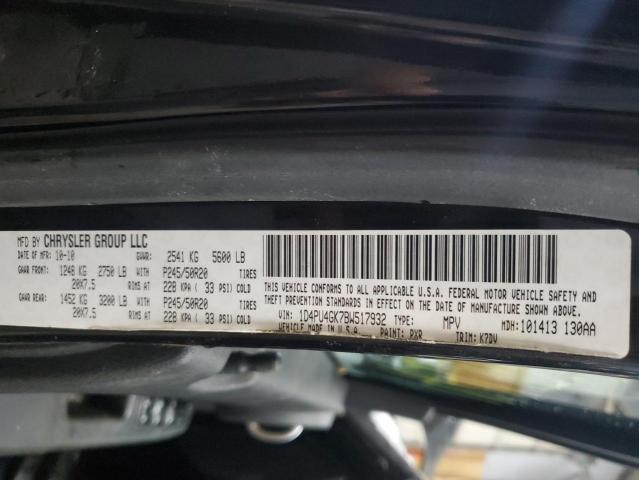 MFD BY CHRYSLER GROUP LLC
10-10 GVWR: 2541 KG 5600 LB
GAWR FRONT: 1248 KG 2750 LB WITH P245/50R20 TIRES
20X7.5 RIMS AT 228 KPA ( 33 PSI) COLD
GAWR REAR: 1452 KG 3200 LB WITH P245/50R20 TIRES
20X7.5 RIMS AT 228 KPA ( 33 PSI) COLD
THIS VEHICLE CONFORMS TO ALL APPLICABLE U.S.A. FEDERAL MOTOR VEHICLE SAFETY AND
THEFT PREVENTION STANDARDS IN EFFECT ON THE DATE OF MANUFACTURE SHOWN ABOVE.
VIN: 1D4PU4GK7BW517932 TYPE: MPV MDH: 101413 130AA
VEHICLE MADE IN U.S.A. PAINT: PXR TRIM: K7DV